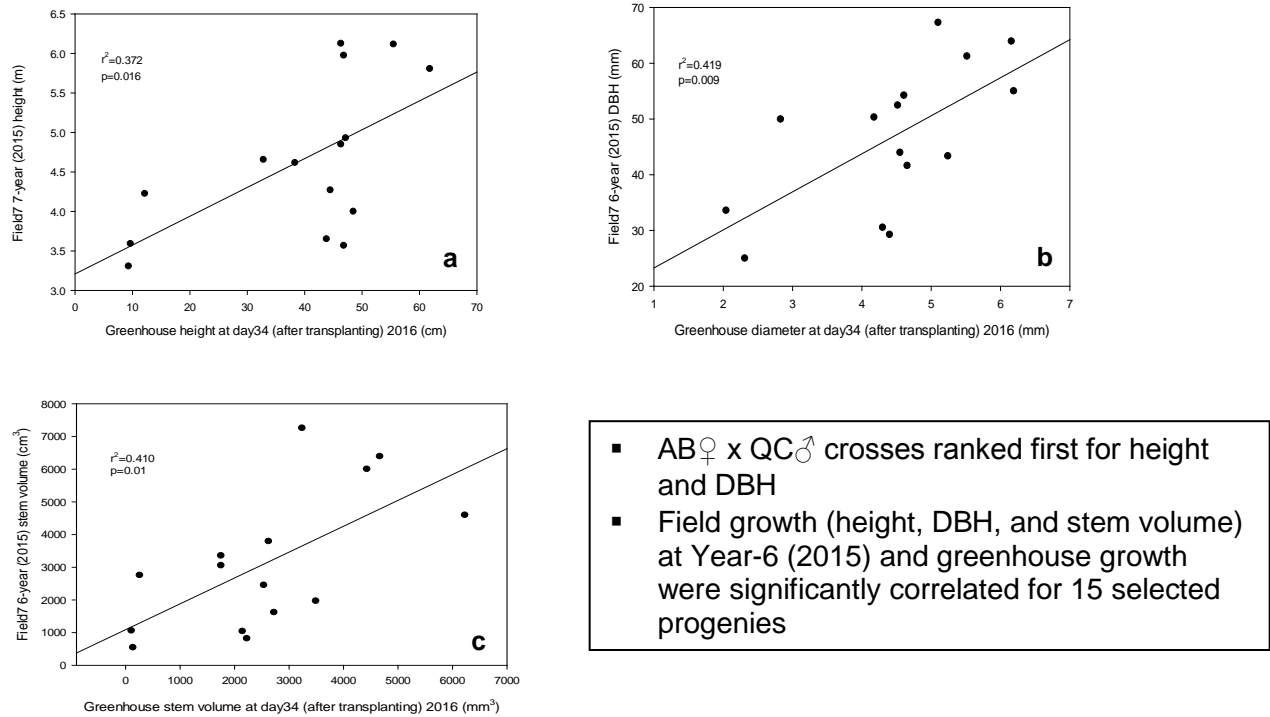 6.5
6.0
5.5
5.0
4.5
4.0
3.5
3.0
r²=0.372
p=0.016
Field7 7-year (2015) height (m)
a
0 10 20 30 40 50 60 70
Greenhouse height at day34 (after transplanting) 2016 (cm)
70
60
50
40
30
20
r²=0.419
p=0.009
Field7 6-year (2015) DBH (mm)
b
1 2 3 4 5 6 7
Greenhouse diameter at day34 (after transplanting) 2016 (mm)
8000
7000
6000
5000
4000
3000
2000
1000
0
r²=0.410
p=0.01
Field7 6-year (2015) stem volume (cm³)
c
0 1000 2000 3000 4000 5000 6000 7000
Greenhouse stem volume at day34 (after transplanting) 2016 (mm³)
▪ AB♀ x QC♂ crosses ranked first for height
and DBH
▪ Field growth (height, DBH, and stem volume)
at Year-6 (2015) and greenhouse growth
were significantly correlated for 15 selected
progenies